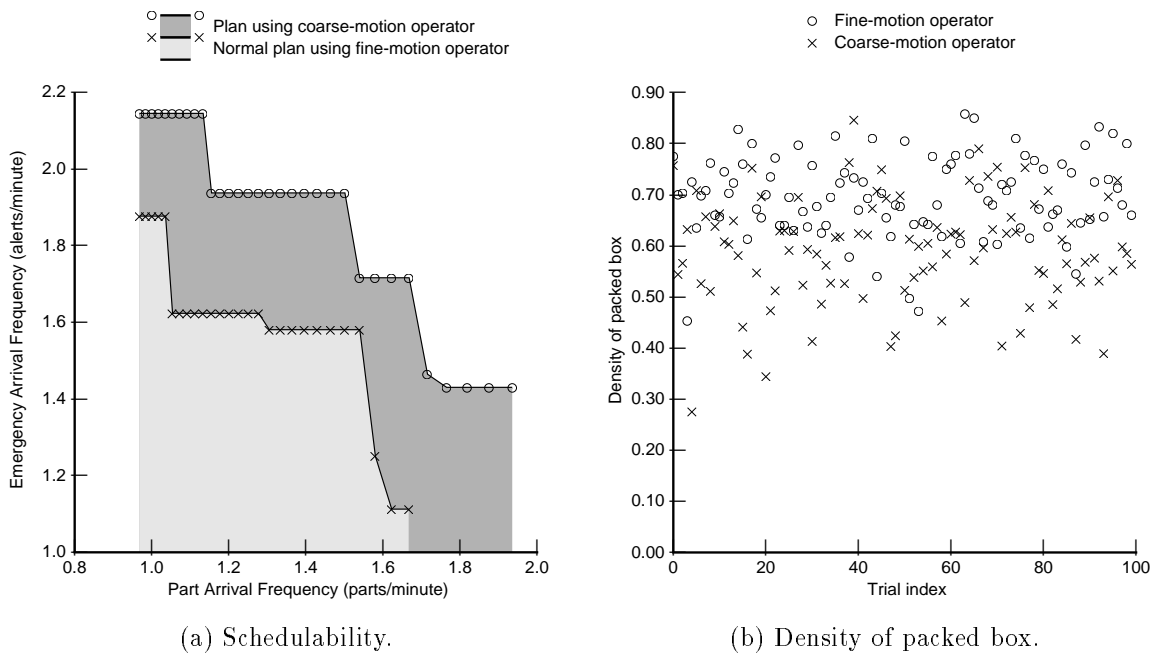 Plan using coarse-motion operator
Normal plan using fine-motion operator
2.2
2.0
1.8
1.6
1.4
1.2
1.0
Emergency Arrival Frequency (alerts/minute)
0.8 1.0 1.2 1.4 1.6 1.8 2.0
Part Arrival Frequency (parts/minute)
(a) Schedulability.
Fine-motion operator
Coarse-motion operator
0.90
0.80
0.70
0.60
0.50
0.40
0.30
0.20
0.10
0.00
Density of packed box
0 20 40 60 80 100
Trial index
(b) Density of packed box.